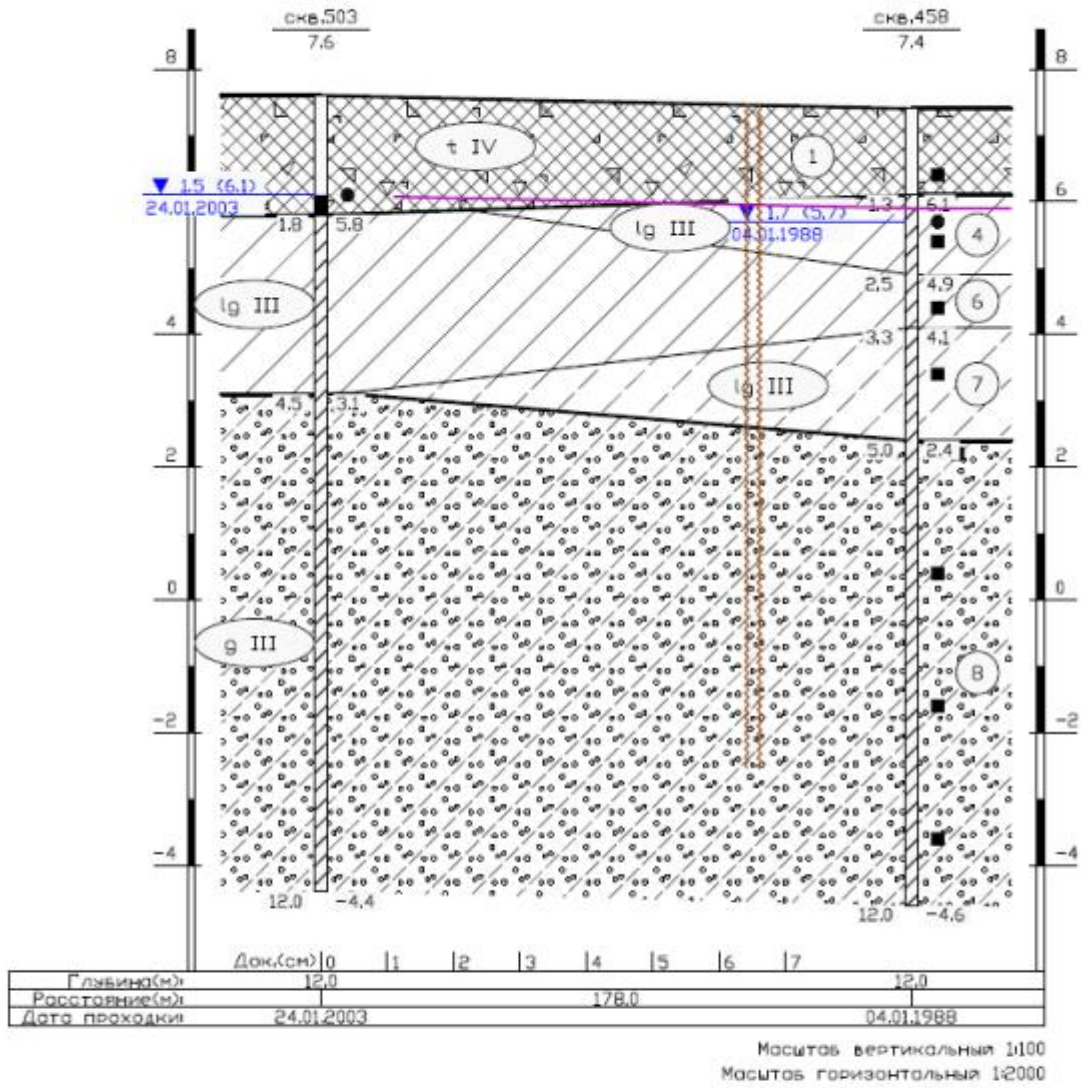 скв.503 скв.458
7.6 7.4
8 8
t IV 1
1.5 (6.1) 6
24.01.2003 1.3 6.1
1.7 (5.7)
1.8 5.8 lg III 04.01.1988 4
2.5 4.9
lg III 6
4 3.3 4.1 4
lg III 7
4.5 3.1
5.0 2.4
2 2
0 0
g III 8
-2 -2
-4 -4
12.0 -4.4 12.0 -4.6
Док.(см) 0 1 2 3 4 5 6 7
Глубина(м): 12.0 12.0
Расстояние(м): 178.0
Дата проходки: 24.01.2003 04.01.1988
Масштаб вертикальный 1:100
Масштаб горизонтальный 1:2000